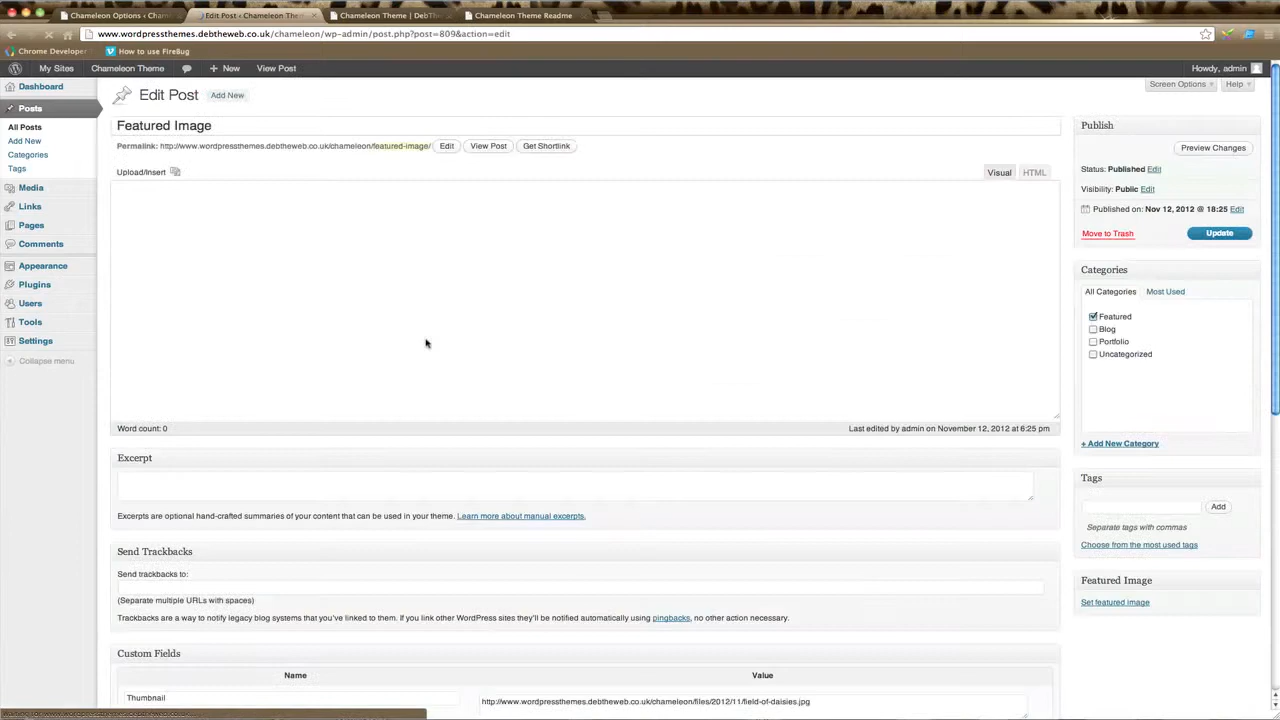 Chameleon Options ‹ Cham
Edit Post ‹ Chameleon The
Chameleon Theme | DebThe
Chameleon Theme Readme
www.wordpressthemes.debtheweb.co.uk/chameleon/wp-admin/post.php?post=809&action=edit
Chrome Developer
How to use FireBug
My Sites
Chameleon Theme
+ New
View Post
Howdy, admin
Dashboard
Posts
All Posts
Add New
Categories
Tags
Media
Links
Pages
Comments
Appearance
Plugins
Users
Tools
Settings
Collapse menu
Screen Options
Help
Edit Post Add New
Featured Image
Permalink: http://www.wordpressthemes.debtheweb.co.uk/chameleon/featured-image/ Edit View Post Get Shortlink
Upload/Insert
Visual HTML
Word count: 0
Last edited by admin on November 12, 2012 at 6:25 pm
Excerpt
Excerpts are optional hand-crafted summaries of your content that can be used in your theme. Learn more about manual excerpts.
Send Trackbacks
Send trackbacks to:
(Separate multiple URLs with spaces)
Trackbacks are a way to notify legacy blog systems that you've linked to them. If you link other WordPress sites they'll be notified automatically using pingbacks, no other action necessary.
Custom Fields
Name Value
Thumbnail
http://www.wordpressthemes.debtheweb.co.uk/chameleon/files/2012/11/field-of-daisies.jpg
Publish
Preview Changes
Status: Published Edit
Visibility: Public Edit
Published on: Nov 12, 2012 @ 18:25 Edit
Move to Trash
Update
Categories
All Categories Most Used
Featured
Blog
Portfolio
Uncategorized
+ Add New Category
Tags
Add
Separate tags with commas
Choose from the most used tags
Featured Image
Set featured image